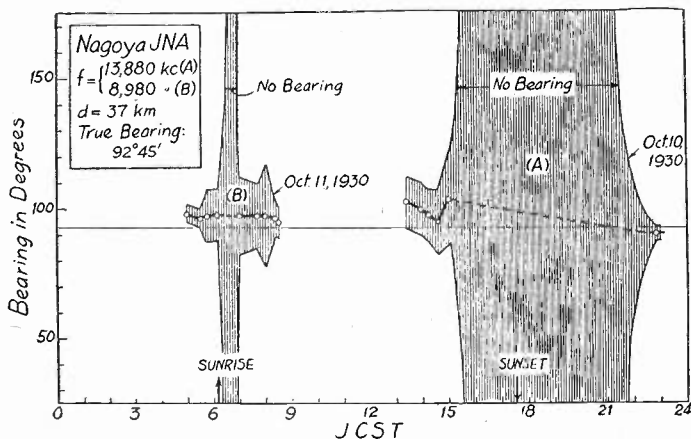 Nagoya JNA
f = { 13,880 kc (A)
8,980 " (B)
d = 37 km
True Bearing:
92°45'
No Bearing
No Bearing
(A)
Oct. 10,
1930
(B)
Oct. 11, 1930
Bearing in Degrees
150
100
50
SUNRISE
SUNSET
0 3 6 9 12 15 18 21 24
JCST